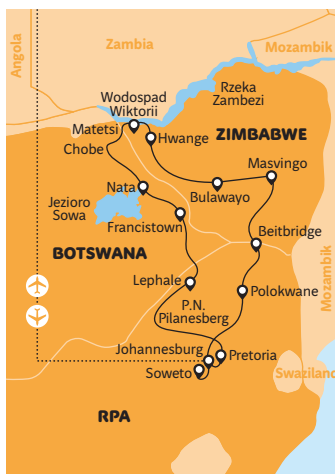 Angola
Zambia
Mozambik
Rzeka
Zambezi
Wodospad
Wiktorii
Matetsi
Hwange
ZIMBABWE
Chobe
Masvingo
Nata
Bulawayo
Jezioro
Sowa
Francistown
Beitbridge
BOTSWANA
Mozambik
Lephale
P.N.
Pilanesberg
Polokwane
Johannesburg
Pretoria
Soweto
Swaziland
RPA